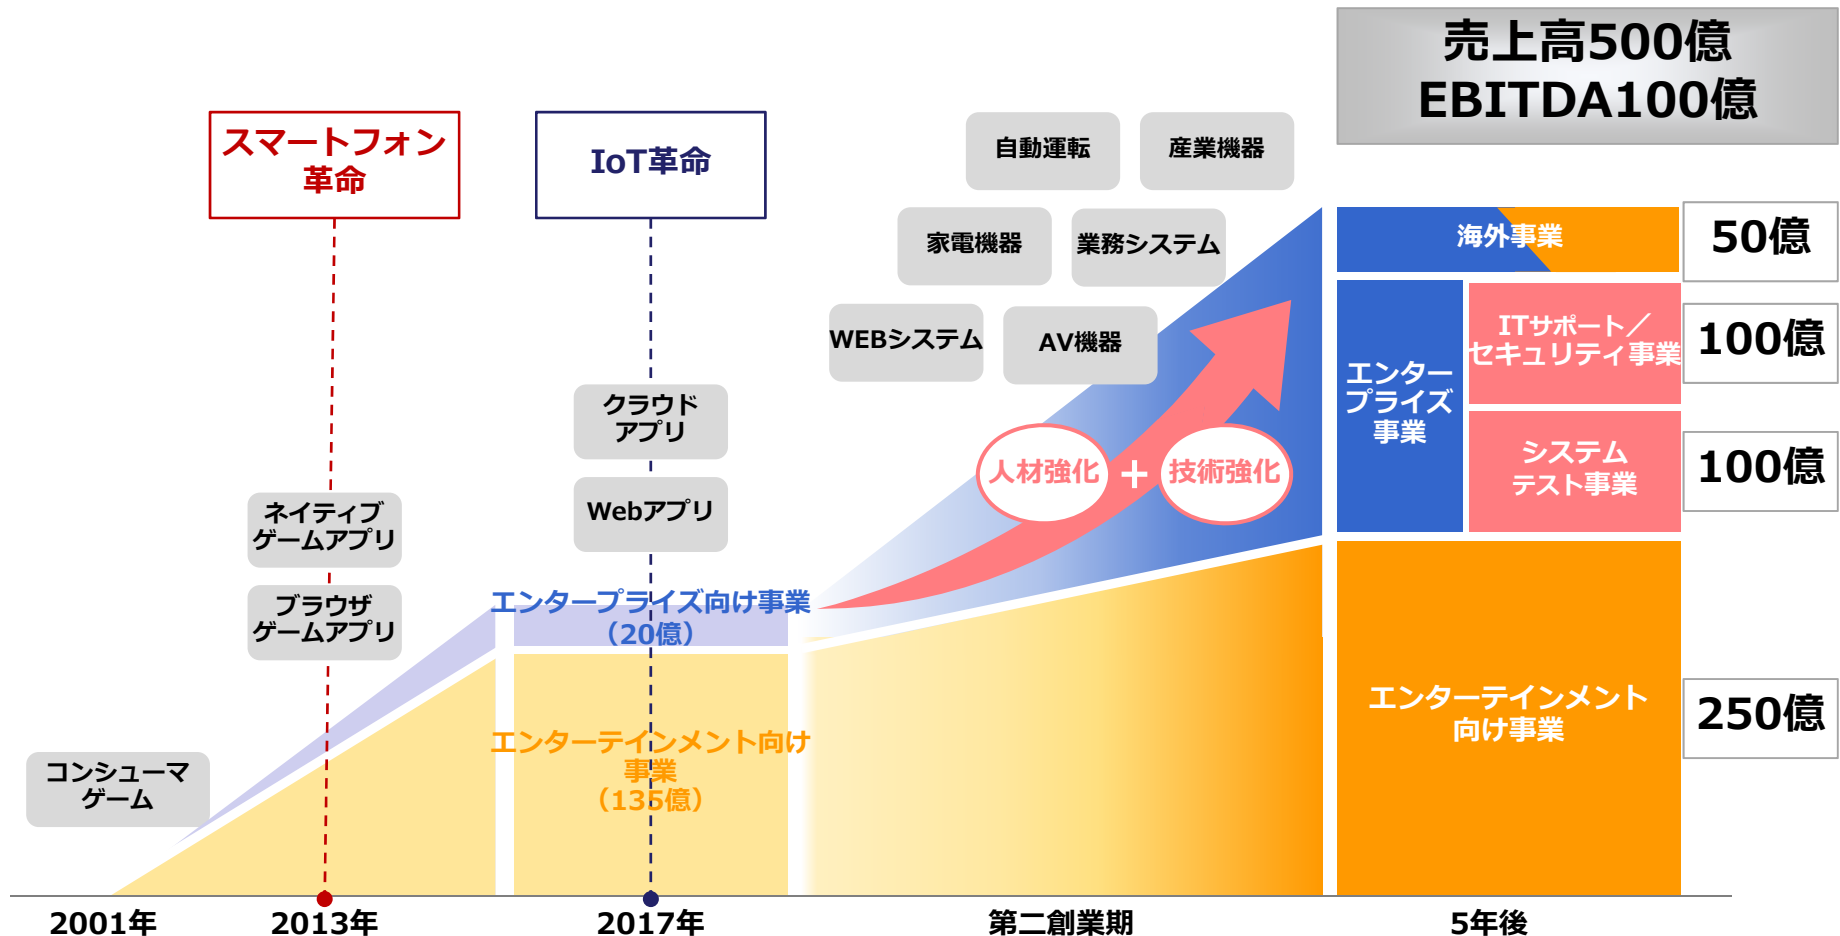 売上高500億
EBITDA100億
スマートフォン
革命
IoT革命
自動運転
産業機器
家電機器
業務システム
WEBシステム
AV機器
海外事業
50億
ITサポート／
セキュリティ事業
100億
エンター
プライズ
事業
システム
テスト事業
100億
クラウド
アプリ
Webアプリ
人材強化
+
技術強化
ネイティブ
ゲームアプリ
ブラウザ
ゲームアプリ
エンタープライズ向け事業
（20億）
エンターテインメント向け
事業
（135億）
エンターテインメント
向け事業
250億
コンシューマ
ゲーム
2001年
2013年
2017年
第二創業期
5年後